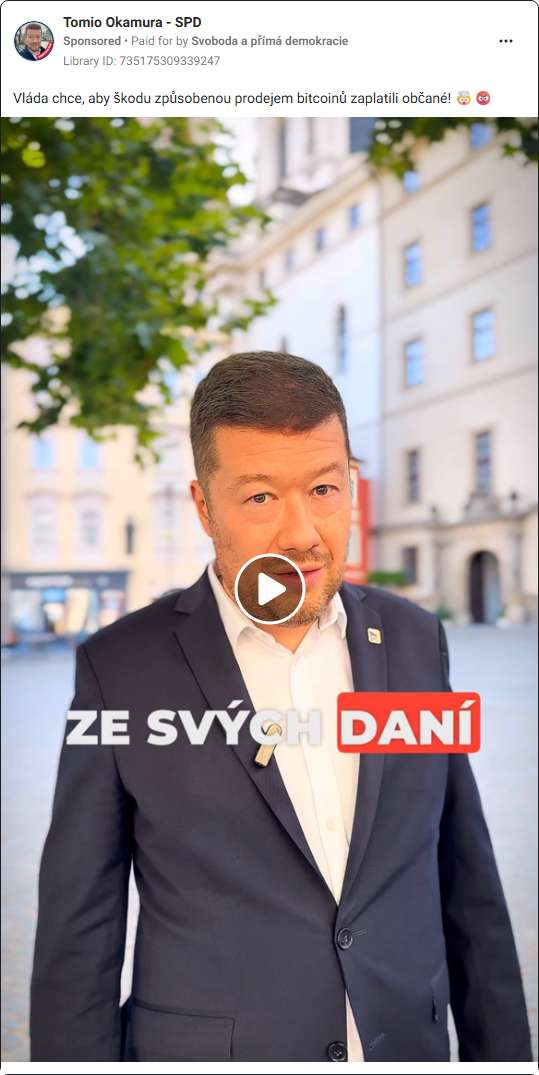 Tomio Okamura - SPD
Sponsored • Paid for by Svoboda a přímá demokracie
Library ID: 735175309339247
Vláda chce, aby škodu způsobenou prodejem bitcoinů zaplatili občané! 🤯 😡
ZE SVÝCH DANÍ